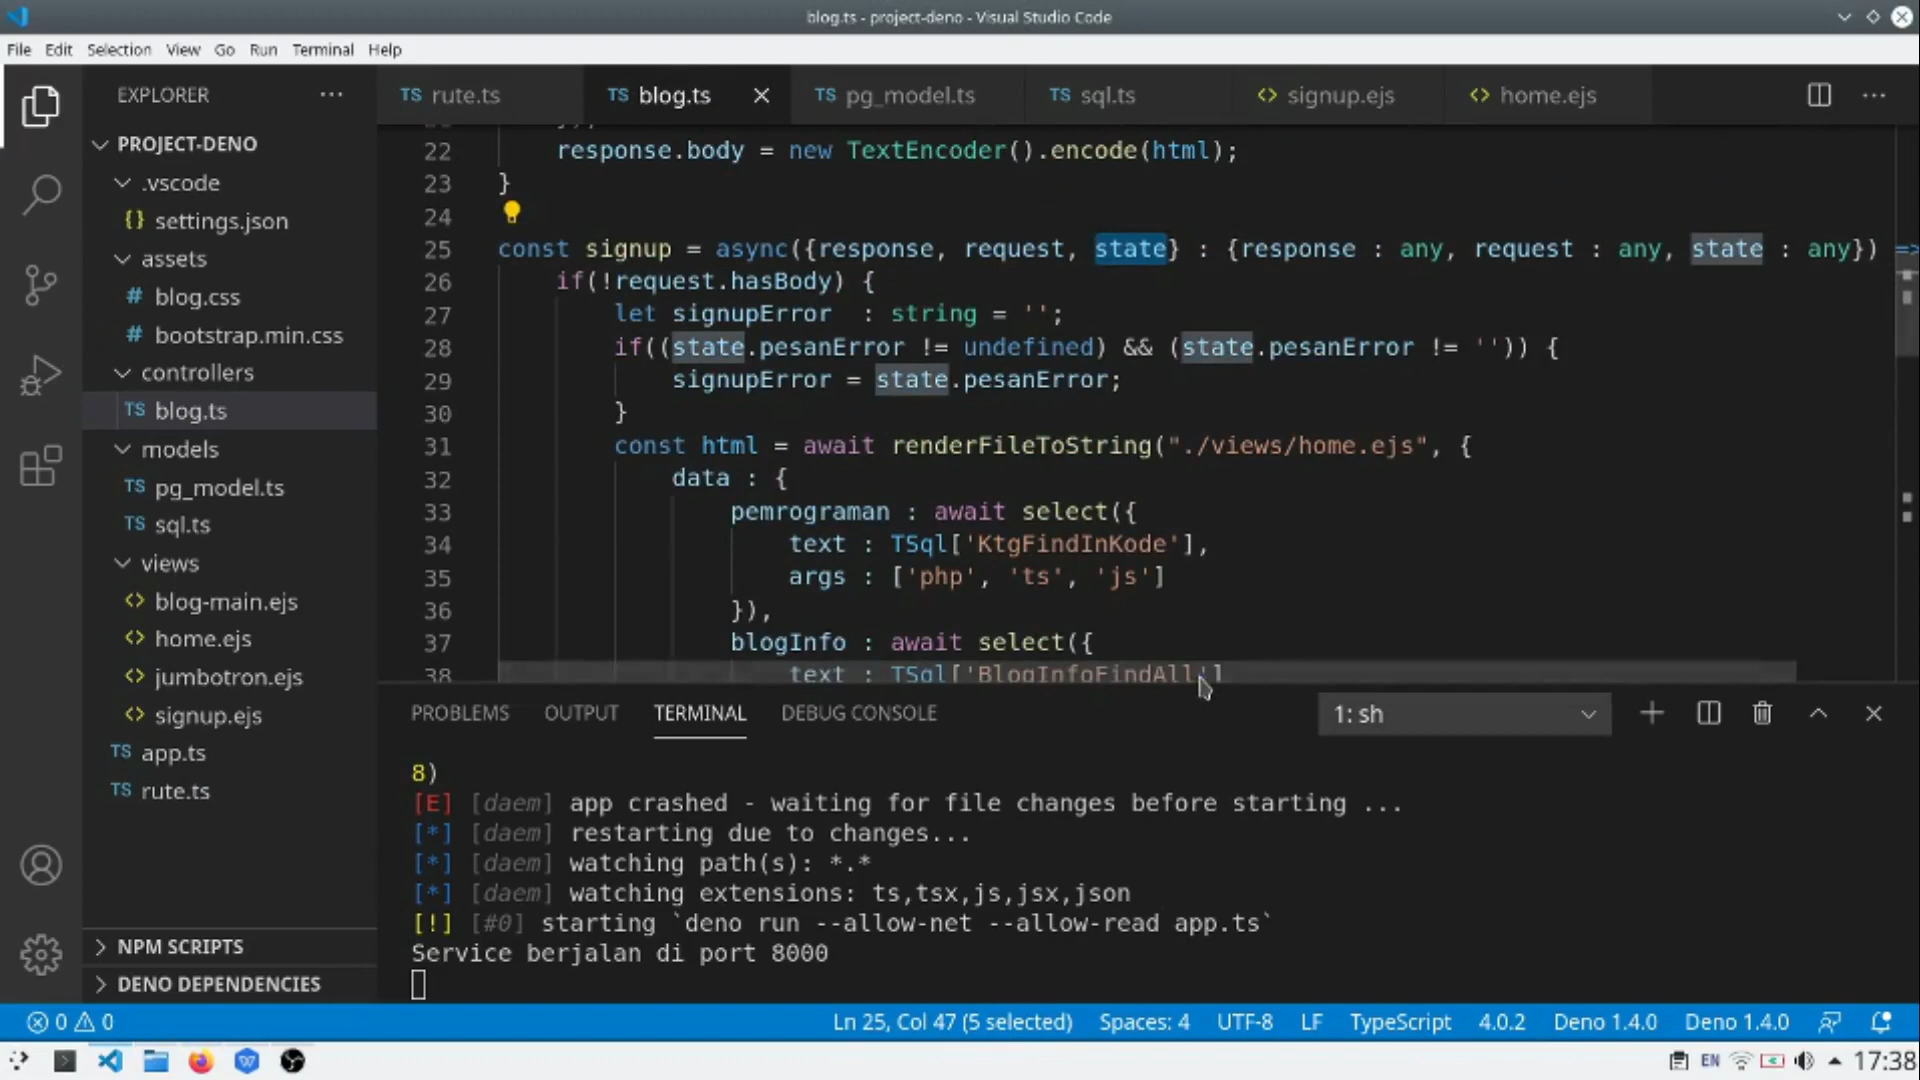 blog.ts - project-deno - Visual Studio Code
File Edit Selection View Go Run Terminal Help
EXPLORER
PROJECT-DENO
.vscode
{} settings.json
assets
# blog.css
# bootstrap.min.css
controllers
TS blog.ts
models
TS pg_model.ts
TS sql.ts
views
<> blog-main.ejs
<> home.ejs
<> jumbotron.ejs
<> signup.ejs
TS app.ts
TS rute.ts
NPM SCRIPTS
DENO DEPENDENCIES
TS rute.ts TS blog.ts TS pg_model.ts TS sql.ts <> signup.ejs <> home.ejs
22 response.body = new TextEncoder().encode(html);
23 }
24
25 const signup = async({response, request, state} : {response : any, request : any, state : any}) =>
26 if(!request.hasBody) {
27 let signupError : string = '';
28 if((state.pesanError != undefined) && (state.pesanError != '')) {
29 signupError = state.pesanError;
30 }
31 const html = await renderFileToString("./views/home.ejs", {
32 data : {
33 pemrograman : await select({
34 text : TSql['KtgFindInKode'],
35 args : ['php', 'ts', 'js']
36 }),
37 blogInfo : await select({
38 text : TSql['BlogInfoFindAll']
PROBLEMS OUTPUT TERMINAL DEBUG CONSOLE 1: sh
8)
[E] [daem] app crashed - waiting for file changes before starting ...
[*] [daem] restarting due to changes...
[*] [daem] watching path(s): *.*
[*] [daem] watching extensions: ts,tsx,js,jsx,json
[!] [#0] starting `deno run --allow-net --allow-read app.ts`
Service berjalan di port 8000
0 0 Ln 25, Col 47 (5 selected) Spaces: 4 UTF-8 LF TypeScript 4.0.2 Deno 1.4.0 Deno 1.4.0
EN 17:38